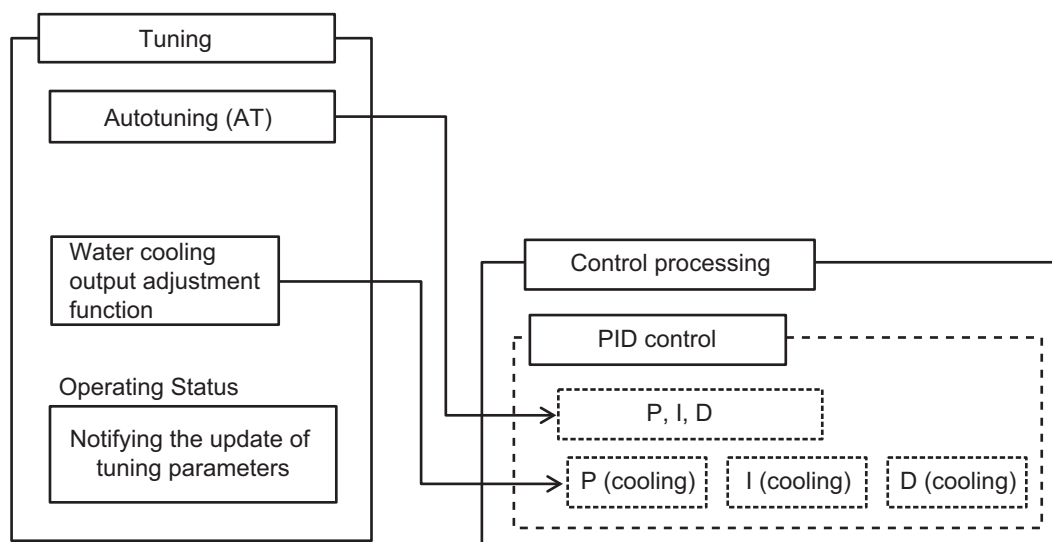 Tuning
Autotuning (AT)
Water cooling
output adjustment
function
Operating Status
Notifying the update of
tuning parameters
Control processing
PID control
P, I, D
P (cooling)
I (cooling)
D (cooling)